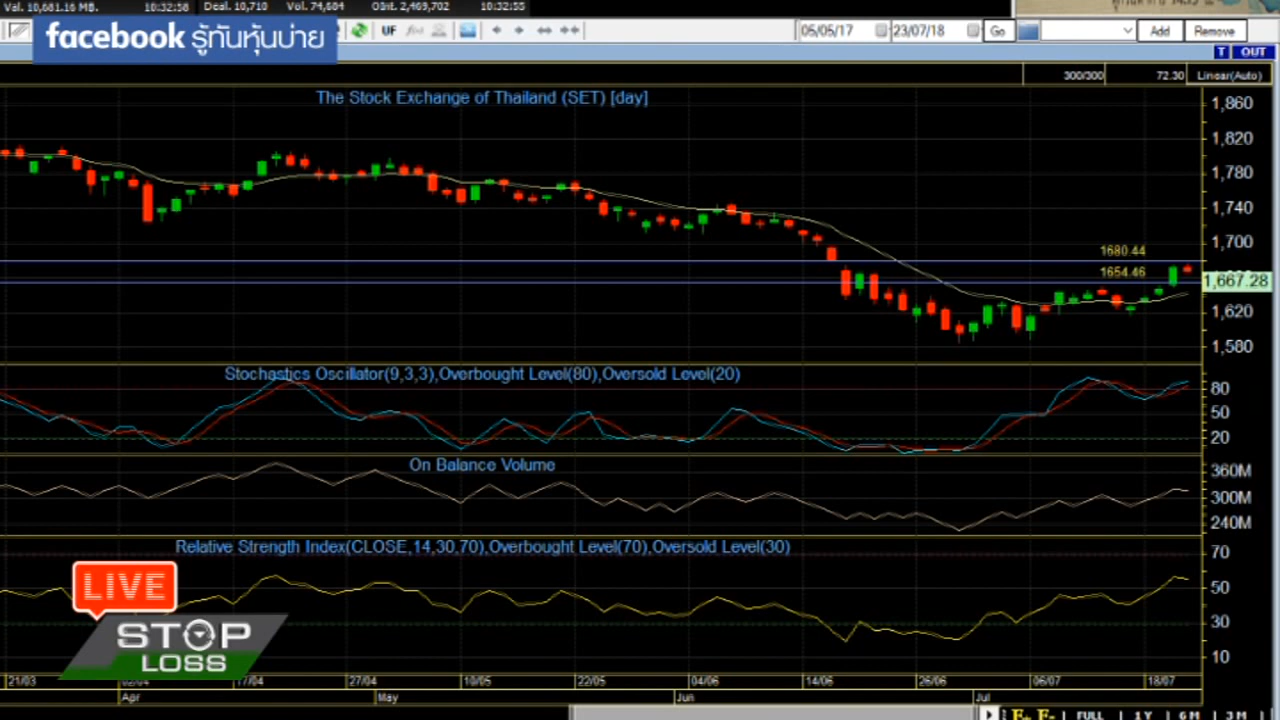 Val. 10,681.16 MB. 10:32:58 Deal. 10,710 Vol. 74,684 OInt. 2,469,702 10:32:55
facebook รู้ทันหุ้นบ่าย
UF 05/05/17 23/07/18 Go Add Remove
T OUT
300/300 72.30 Linear(Auto)
The Stock Exchange of Thailand (SET) [day]
1,860
1,820
1,780
1,740
1,700
1680.44
1654.46
1,667.28
1,620
1,580
Stochastics Oscillator(9,3,3),Overbought Level(80),Oversold Level(20)
80
50
20
On Balance Volume
360M
300M
240M
Relative Strength Index(CLOSE,14,30.70),Overbought Level(70),Oversold Level(30)
70
50
30
10
LIVE
STOP
LOSS
21/03 17/04 27/04 10/05 22/05 04/06 14/06 26/06 06/07 18/07
Apr May Jun Jul
E+ E- FULL 1Y 6M 3M